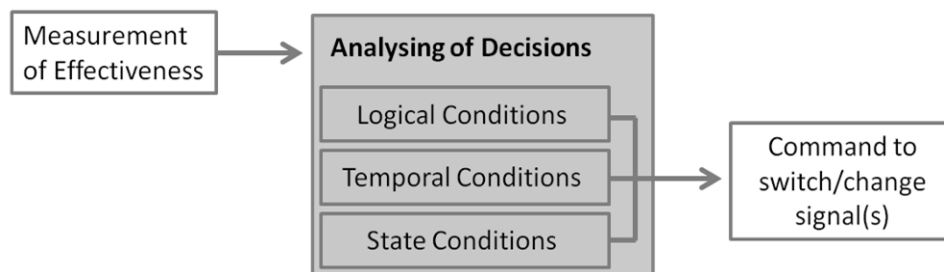 Measurement
of Effectiveness
Analysing of Decisions
Logical Conditions
Temporal Conditions
State Conditions
Command to
switch/change
signal(s)